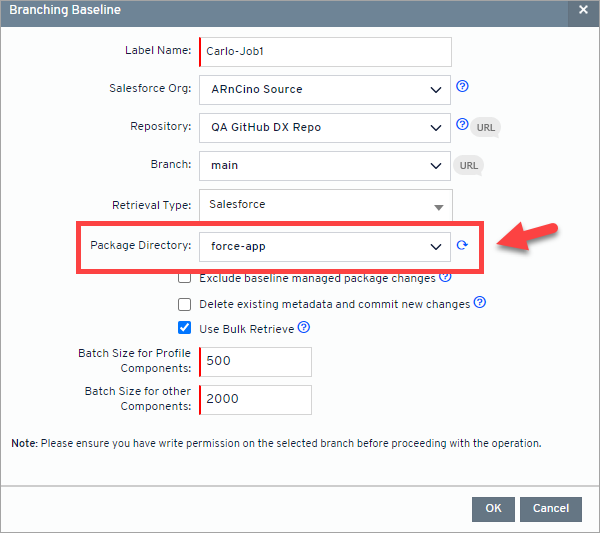 Branching Baseline
Label Name: Carlo-Job1
Salesforce Org: ARnCino Source
Repository: QA GitHub DX Repo URL
Branch: main URL
Retrieval Type: Salesforce
Package Directory: force-app
Exclude baseline managed package changes
Delete existing metadata and commit new changes
Use Bulk Retrieve
Batch Size for Profile
Components: 500
Batch Size for other
Components: 2000
Note: Please ensure you have write permission on the selected branch before proceeding with the operation.
OK Cancel